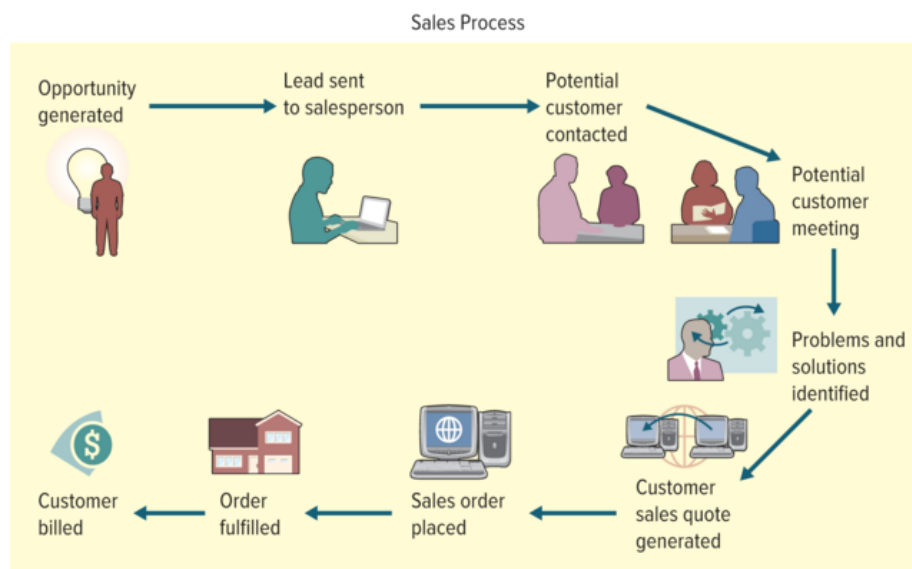 Sales Process
Opportunity
generated
Lead sent
to salesperson
Potential
customer
contacted
Potential
customer
meeting
Problems and
solutions
identified
Customer
sales quote
generated
Sales order
placed
Order
fulfilled
$
Customer
billed